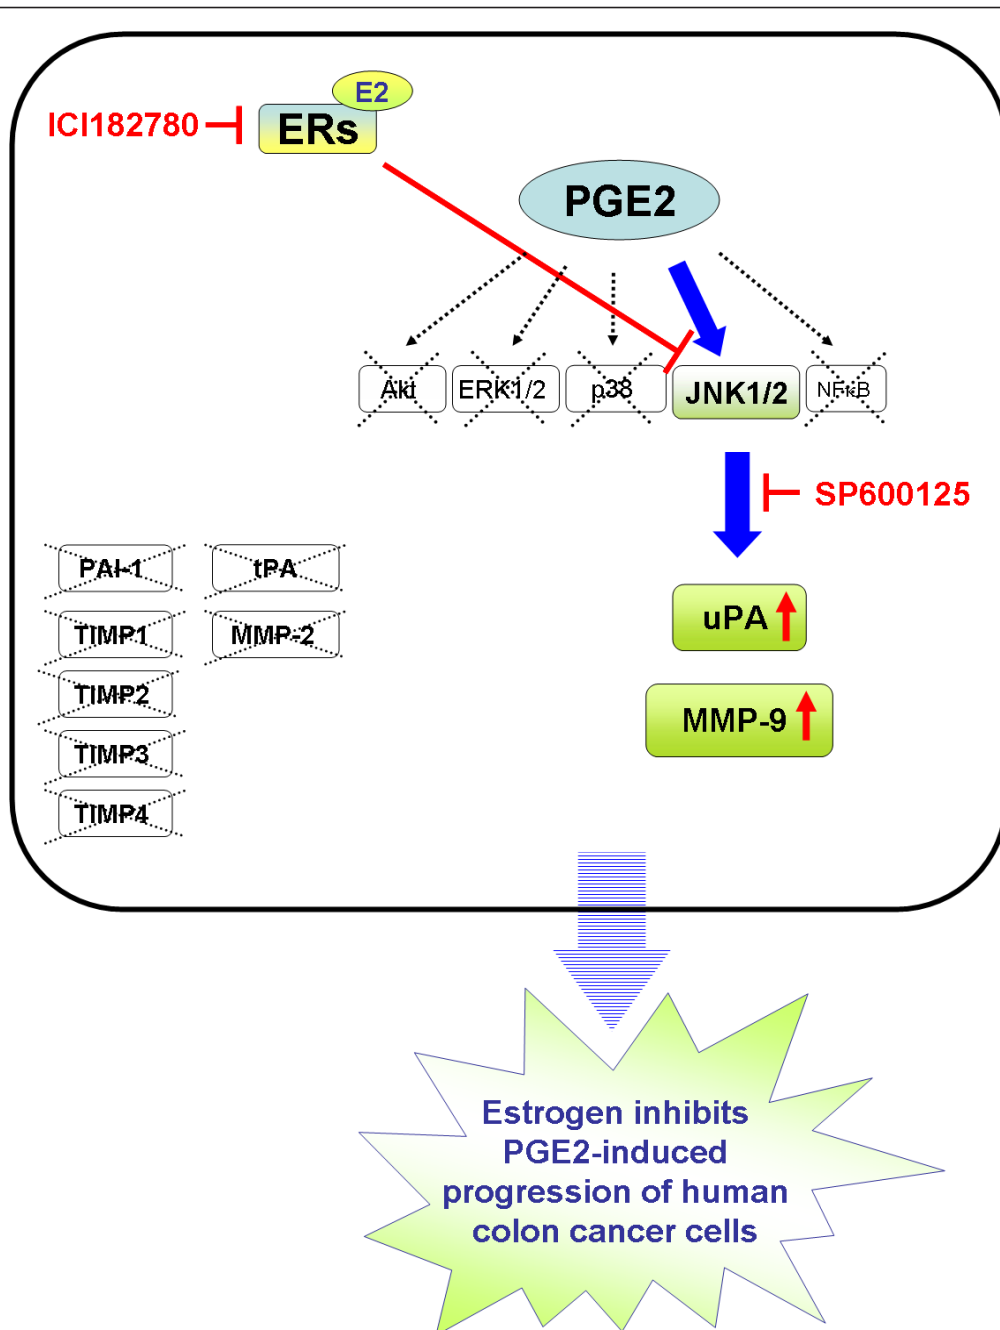 E2
ICI182780
ERs
PGE2
Akt
ERK1/2
p38
JNK1/2
NFκB
SP600125
PAI-1
tPA
uPA
TIMP1
MMP-2
TIMP2
MMP-9
TIMP3
TIMP4
Estrogen inhibits
PGE2-induced
progression of human
colon cancer cells